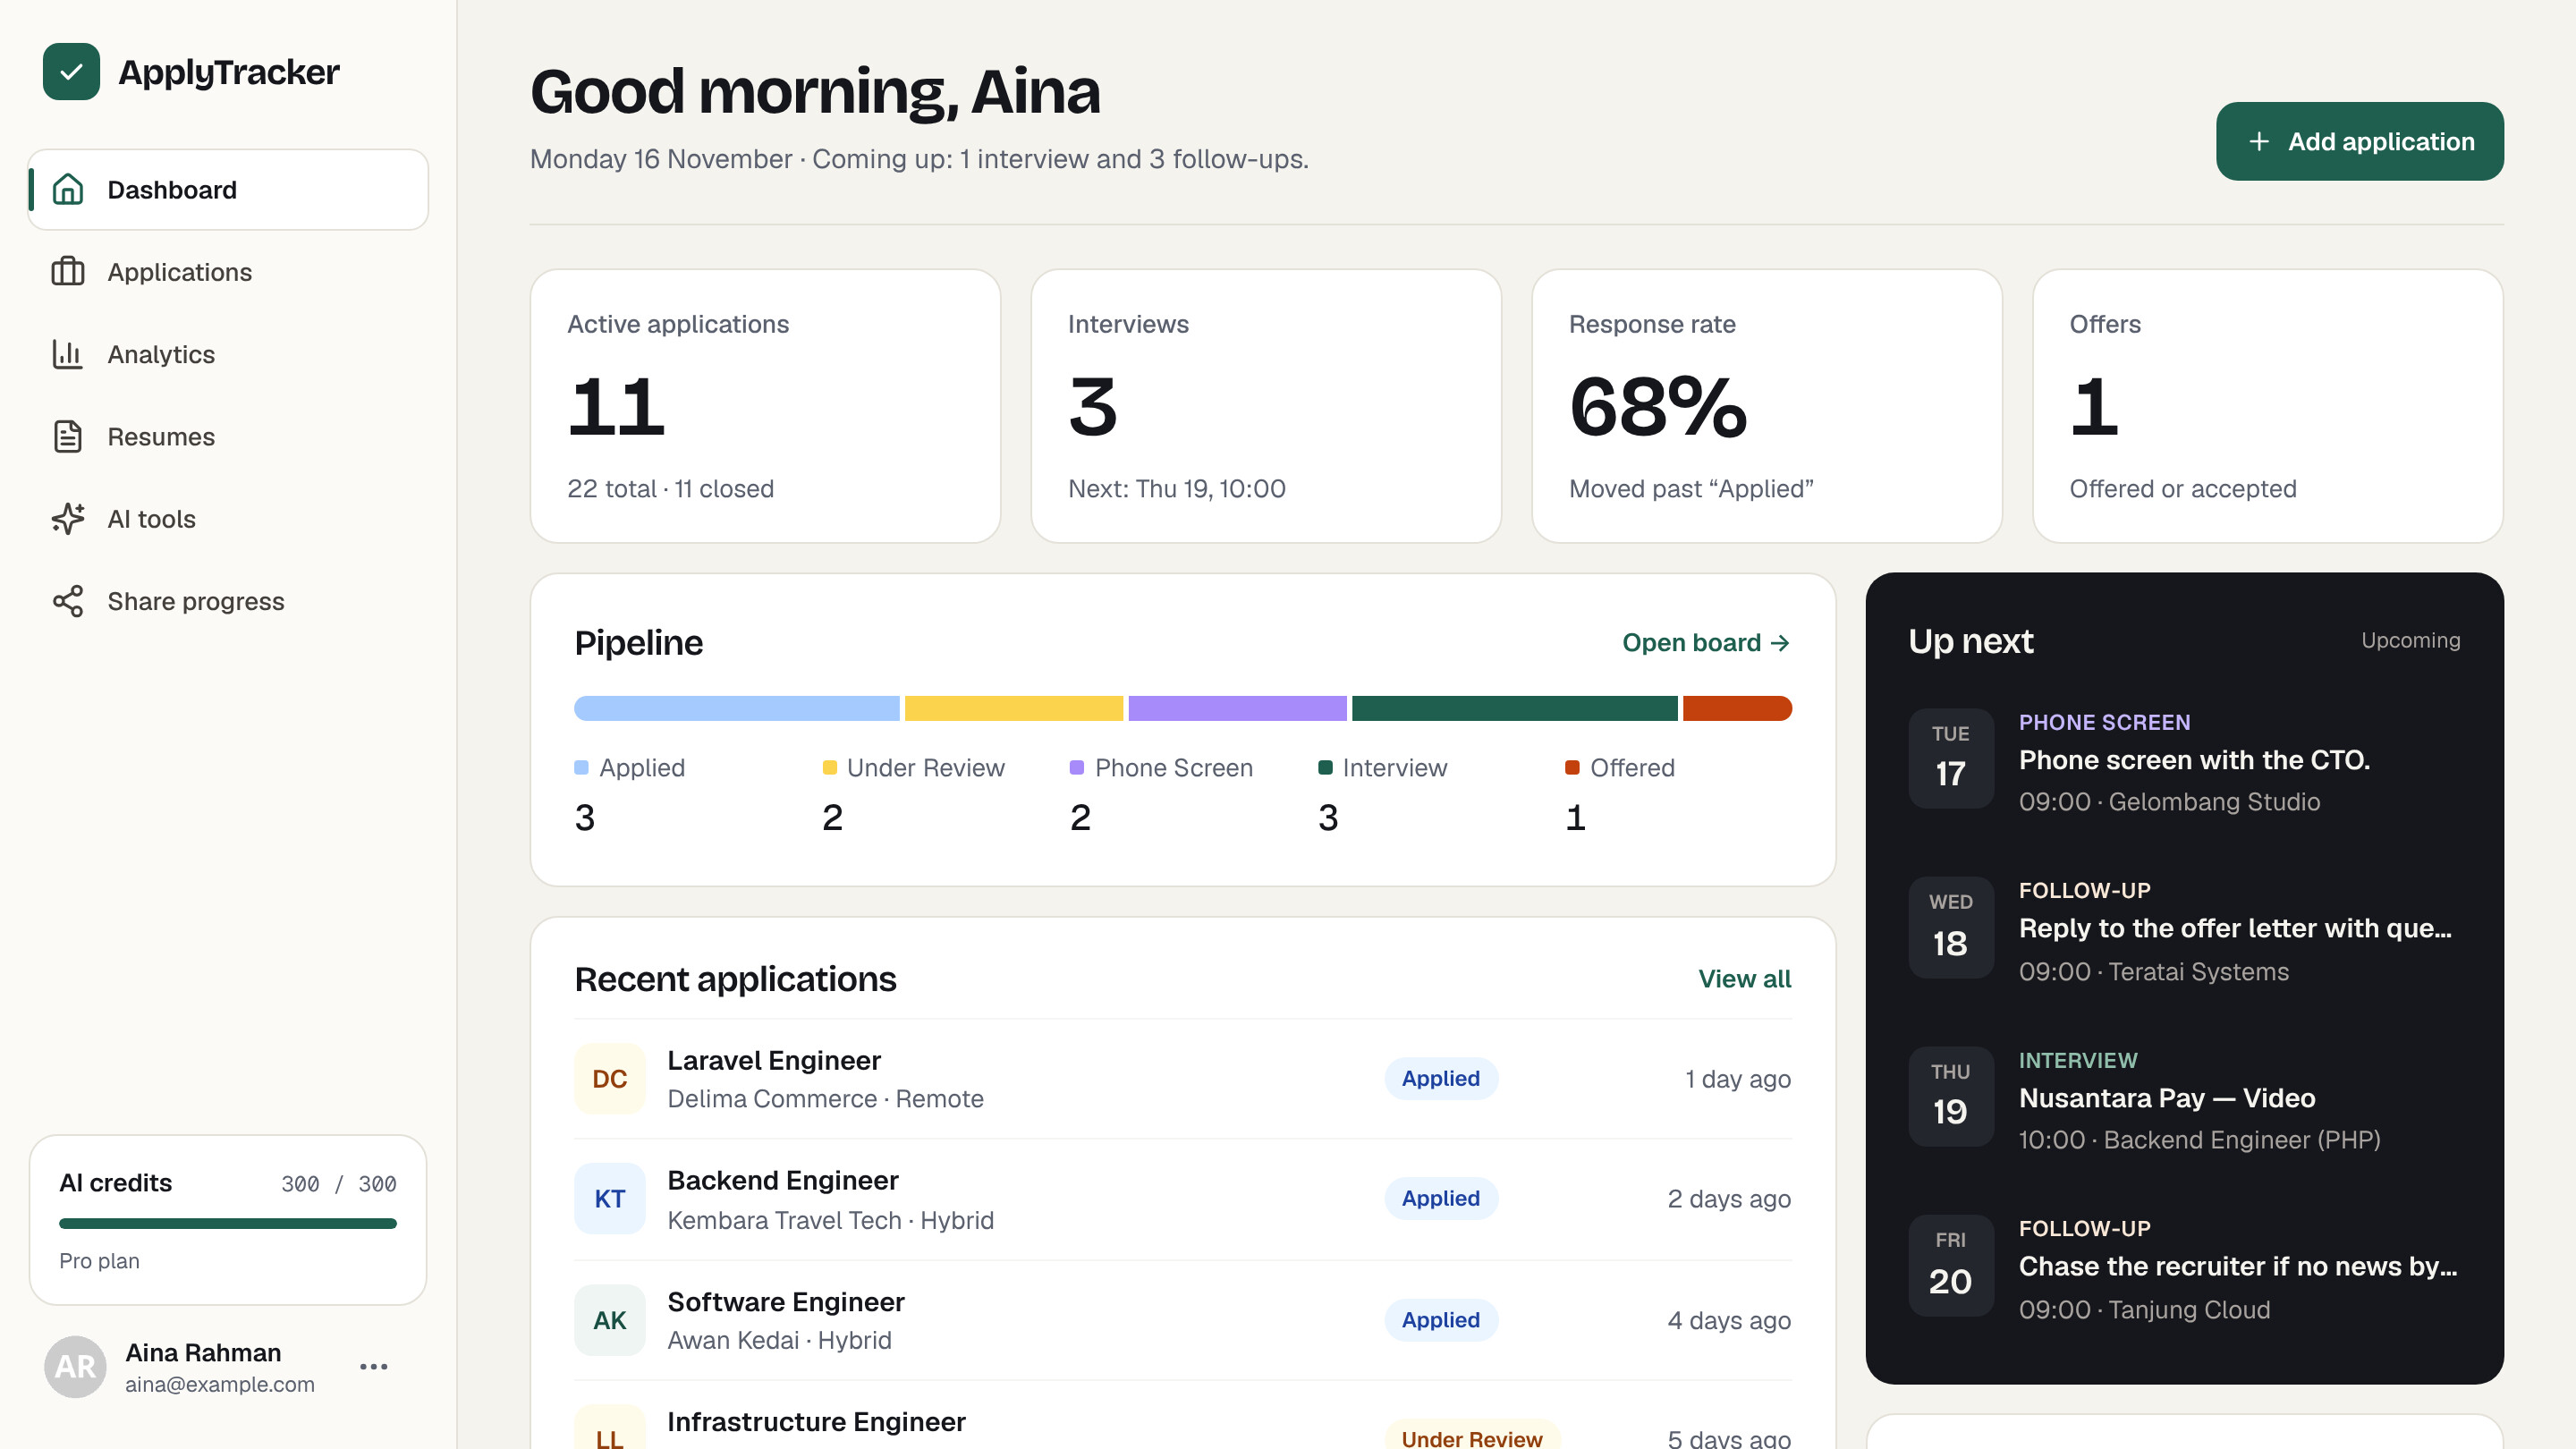 ApplyTracker
Dashboard
Applications
Analytics
Resumes
AI tools
Share progress
AI credits 300 / 300
Pro plan
AR
Aina Rahman
aina@example.com
Good morning, Aina
Monday 16 November · Coming up: 1 interview and 3 follow-ups.
Add application
Active applications
11
22 total · 11 closed
Interviews
3
Next: Thu 19, 10:00
Response rate
68%
Moved past “Applied”
Offers
1
Offered or accepted
Pipeline
Open board →
Applied
3
Under Review
2
Phone Screen
2
Interview
3
Offered
1
Recent applications
View all
DC
Laravel Engineer
Delima Commerce · Remote
Applied
1 day ago
KT
Backend Engineer
Kembara Travel Tech · Hybrid
Applied
2 days ago
AK
Software Engineer
Awan Kedai · Hybrid
Applied
4 days ago
LL
Infrastructure Engineer
Under Review
5 days ago
Up next
Upcoming
TUE
17
PHONE SCREEN
Phone screen with the CTO.
09:00 · Gelombang Studio
WED
18
FOLLOW-UP
Reply to the offer letter with que...
09:00 · Teratai Systems
THU
19
INTERVIEW
Nusantara Pay — Video
10:00 · Backend Engineer (PHP)
FRI
20
FOLLOW-UP
Chase the recruiter if no news by...
09:00 · Tanjung Cloud